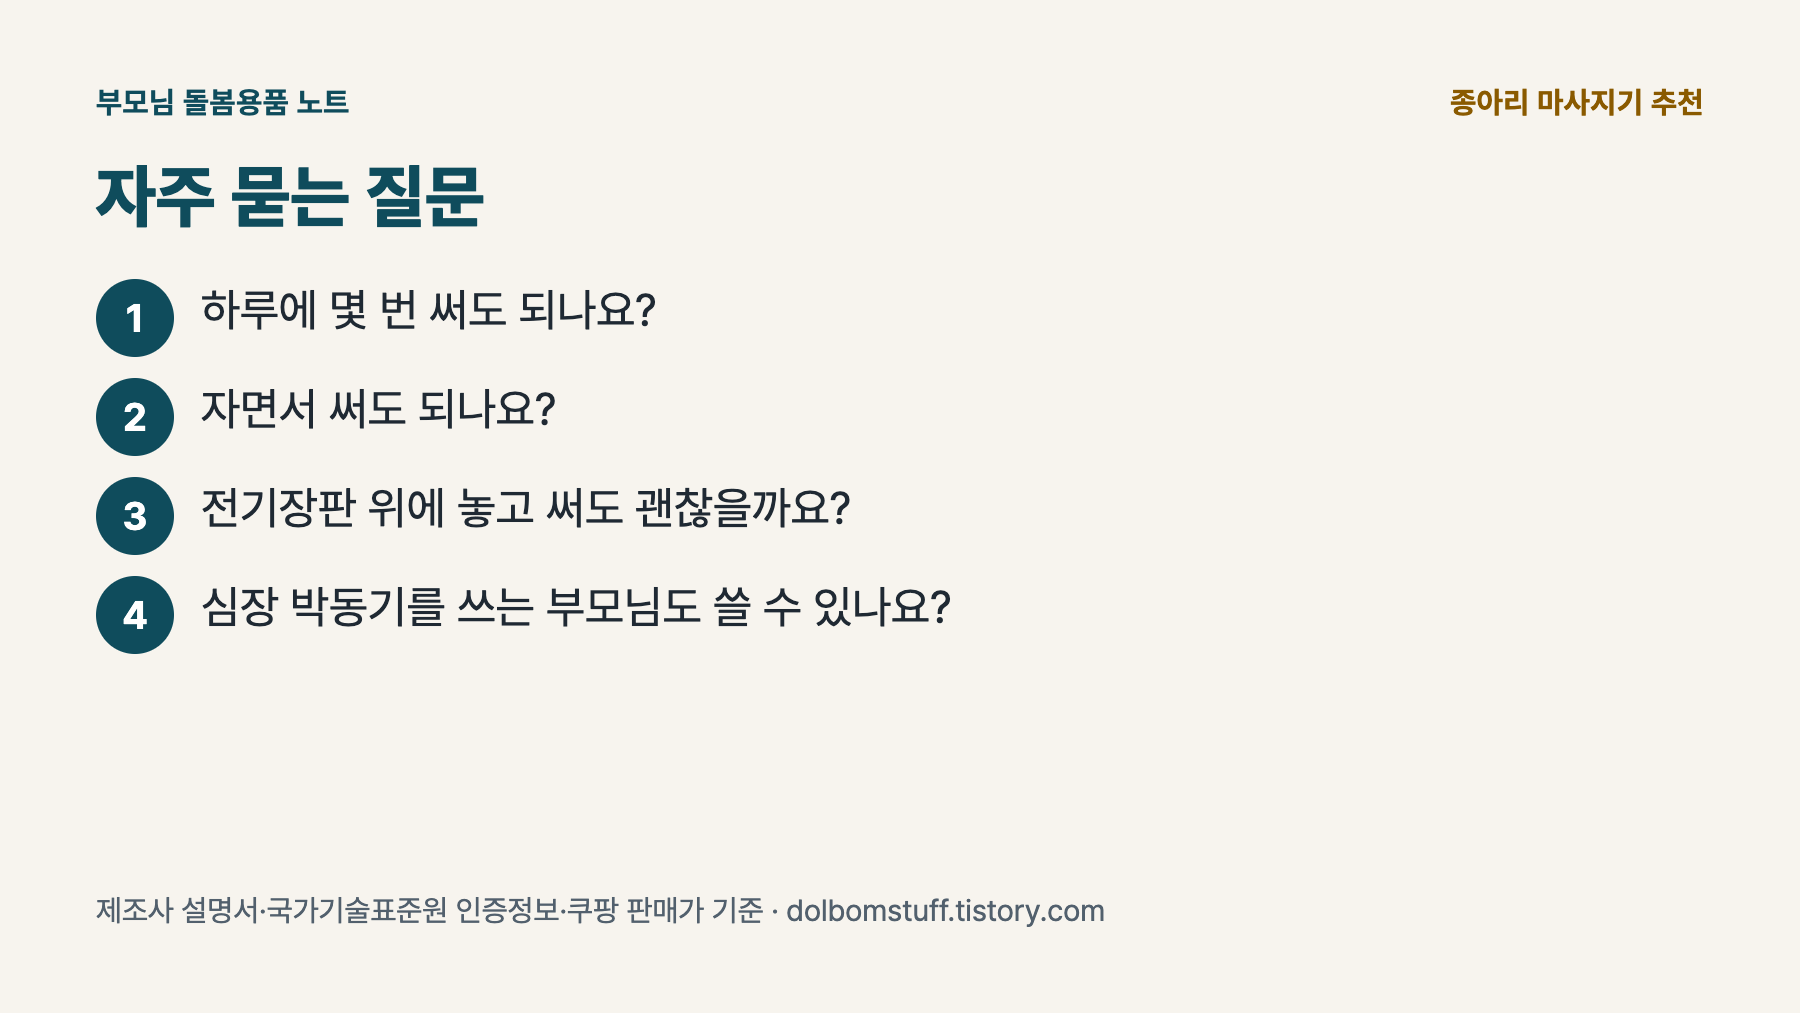 부모님 돌봄용품 노트
종아리 마사지기 추천
자주 묻는 질문
1 하루에 몇 번 써도 되나요?
2 자면서 써도 되나요?
3 전기장판 위에 놓고 써도 괜찮을까요?
4 심장 박동기를 쓰는 부모님도 쓸 수 있나요?
제조사 설명서·국가기술표준원 인증정보·쿠팡 판매가 기준 · dolbomstuff.tistory.com